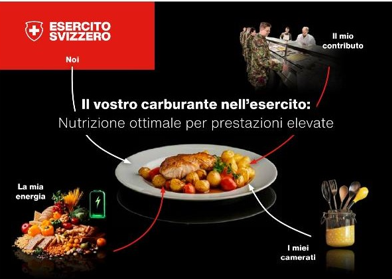 ESERCITO
SVIZZERO
Noi
Il mio
contributo
Il vostro carburante nell'esercito:
Nutrizione ottimale per prestazioni elevate
La mia
energia
I miei
camerati